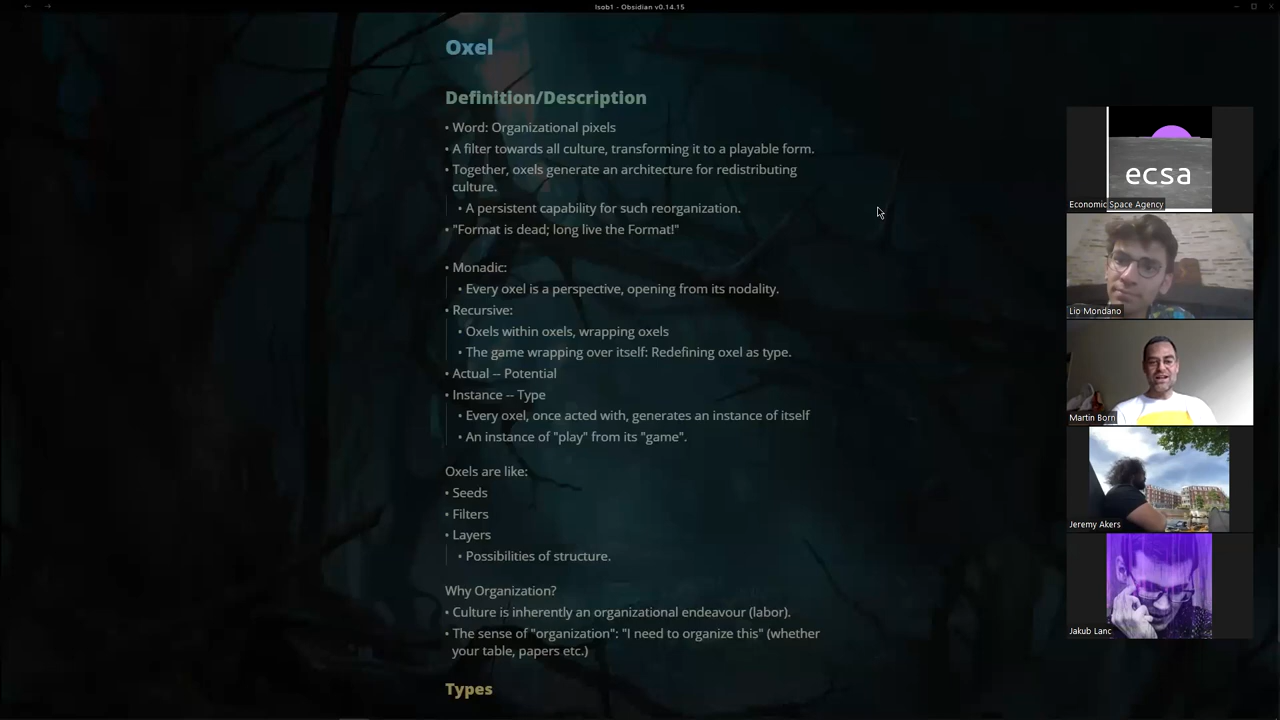 lsob1 - Obsidian v0.14.15
Oxel
Definition/Description
• Word: Organizational pixels
• A filter towards all culture, transforming it to a playable form.
• Together, oxels generate an architecture for redistributing
culture.
• A persistent capability for such reorganization.
• "Format is dead; long live the Format!"
• Monadic:
• Every oxel is a perspective, opening from its nodality.
• Recursive:
• Oxels within oxels, wrapping oxels
• The game wrapping over itself: Redefining oxel as type.
• Actual -- Potential
• Instance -- Type
• Every oxel, once acted with, generates an instance of itself
• An instance of "play" from its "game".
Oxels are like:
• Seeds
• Filters
• Layers
• Possibilities of structure.
Why Organization?
• Culture is inherently an organizational endeavour (labor).
• The sense of "organization": "I need to organize this" (whether
your table, papers etc.)
Types
ecsa
Economic Space Agency
Lio Mondano
Martin Born
Jeremy Akers
Jakub Lanc